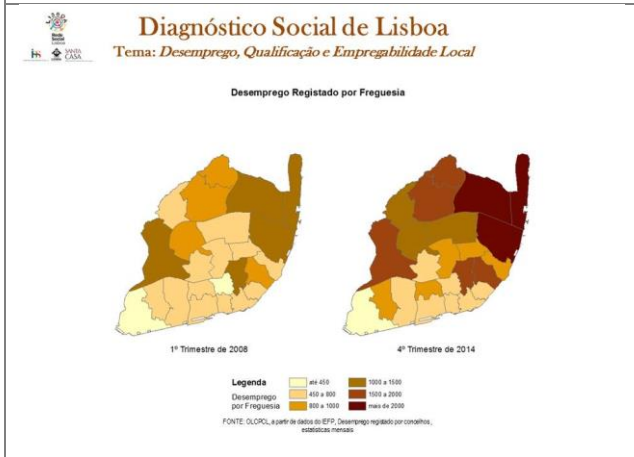 Diagnóstico Social de Lisboa
Tema: Desemprego, Qualificação e Empregabilidade Local
SANTA
CASA
Desemprego Registado por Freguesia
1º Trimestre de 2008
4º Trimestre de 2014
Legenda
Desemprego
por Freguesia
até 450
450 a 800
800 a 1000
1000 a 1500
1500 a 2000
mais de 2000
FONTE: OLCPCL, a partir de dados do IEFP, Desemprego registado por concelhos,
estatísticas mensais